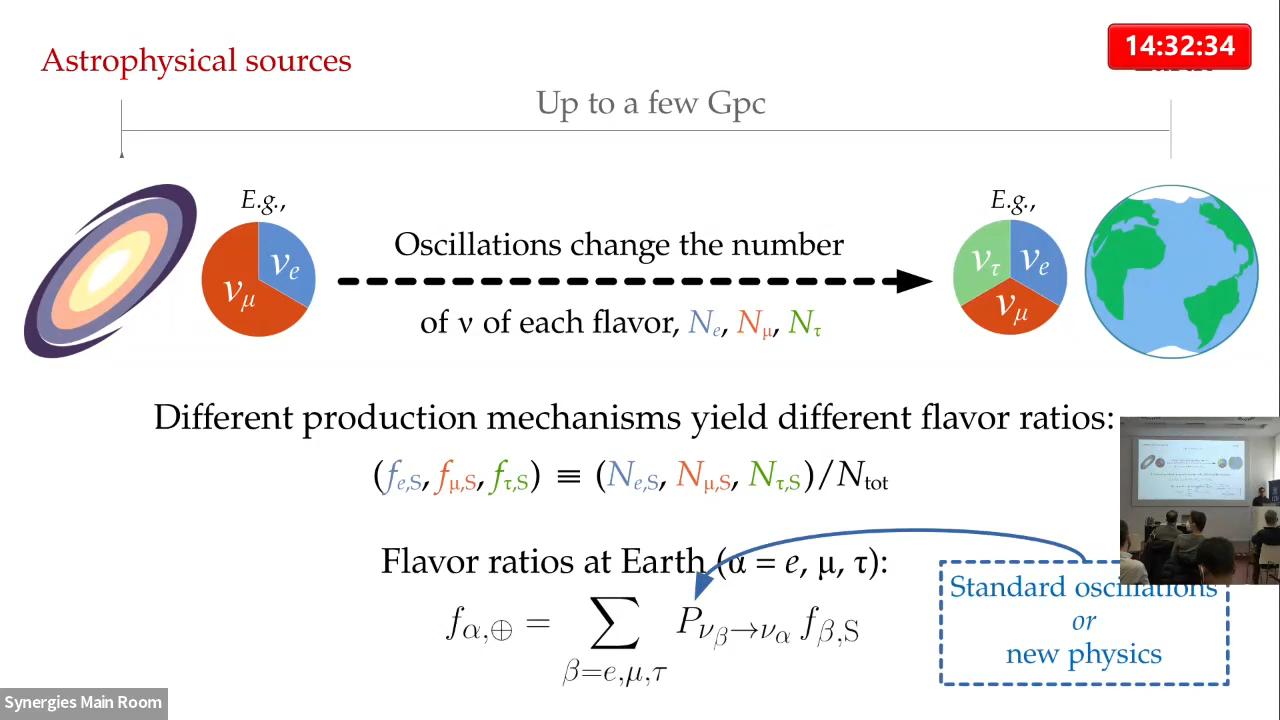 Astrophysical sources
14:32:34
Up to a few Gpc
E.g.,
E.g.,
νe
νμ
Oscillations change the number
of ν of each flavor, Ne, Nμ, Nτ
ντ
νe
νμ
Different production mechanisms yield different flavor ratios:
(fe,S, fμ,S, fτ,S) ≡ (Ne,S, Nμ,S, Nτ,S)/Ntot
Flavor ratios at Earth (α = e, μ, τ):
fα,⊕ = ∑β=e,μ,τ Pνβ→να fβ,S
Standard oscillations
or
new physics
Synergies Main Room